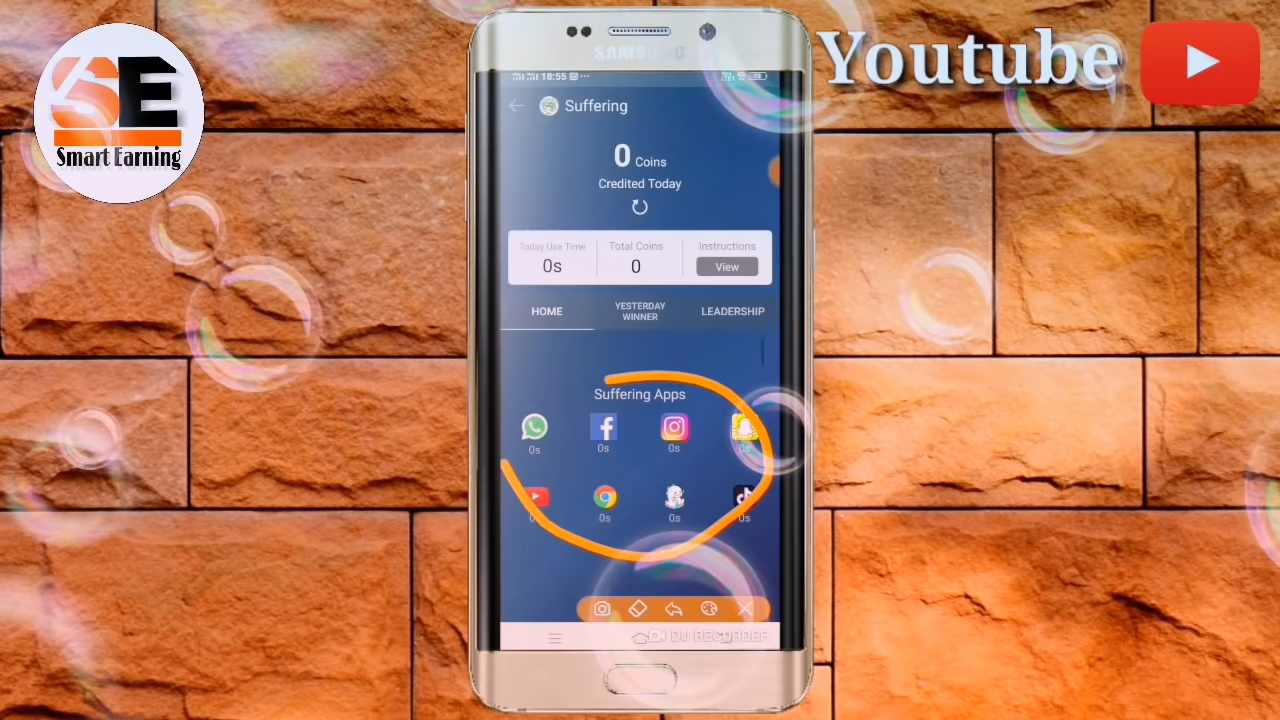 Youtube
SE
Smart Earning
SAMSUNG
18:55
Suffering
0 Coins
Credited Today
Today Use Time
0s
Total Coins
0
Instructions
View
HOME
YESTERDAY
WINNER
LEADERSHIP
Suffering Apps
0s 0s 0s 0s
0s 0s 0s
DU RECORDER